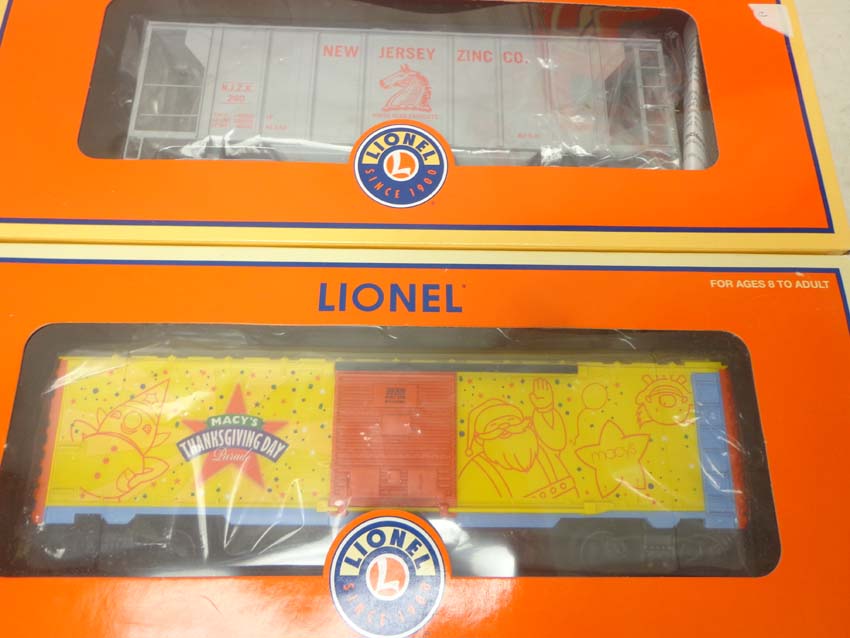 NEW JERSEY ZINC CO.
N.J.Z.X.
260
LIONEL
L
SINCE 1900
LIONEL
FOR AGES 8 TO ADULT
MACY'S
THANKSGIVING DAY
Parade
macy's
LIONEL
L
SINCE 1900